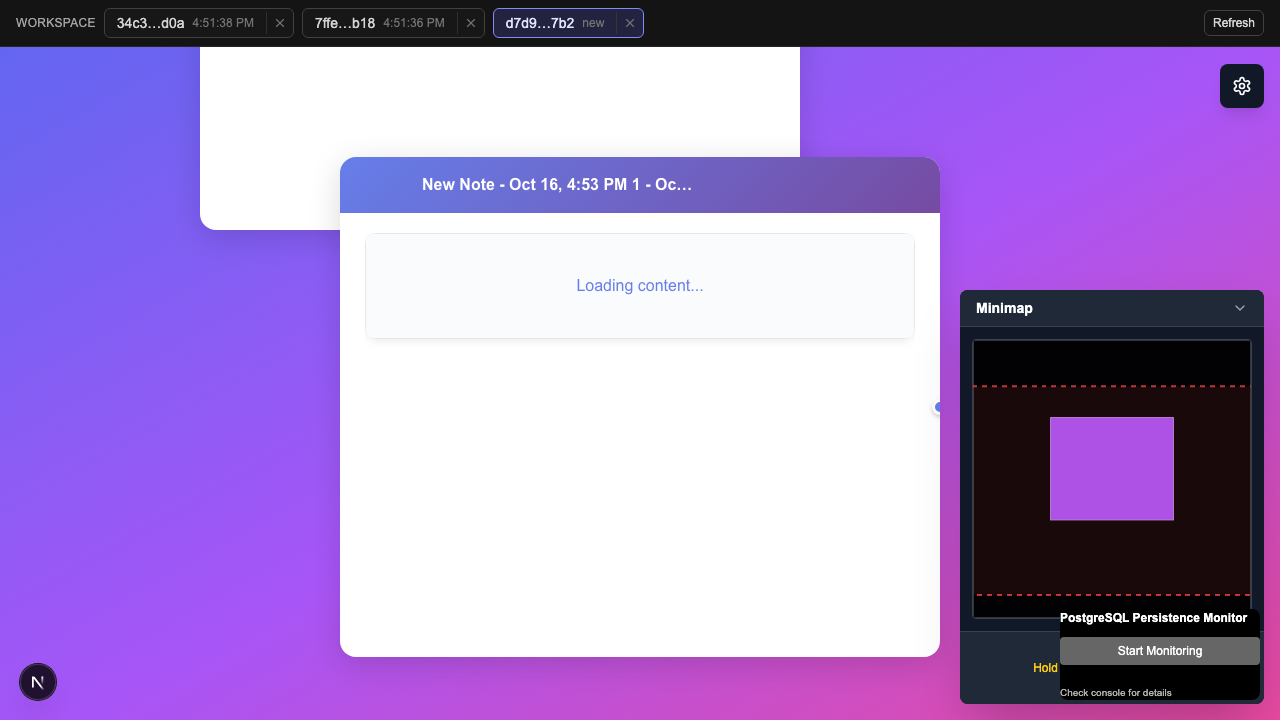 WORKSPACE
34c3…d0a 4:51:38 PM ×
7ffe…b18 4:51:36 PM ×
d7d9…7b2 new ×
Refresh
New Note - Oct 16, 4:53 PM 1 - Oc…
Loading content...
Minimap
PostgreSQL Persistence Monitor
Start Monitoring
Hold
Check console for details
N